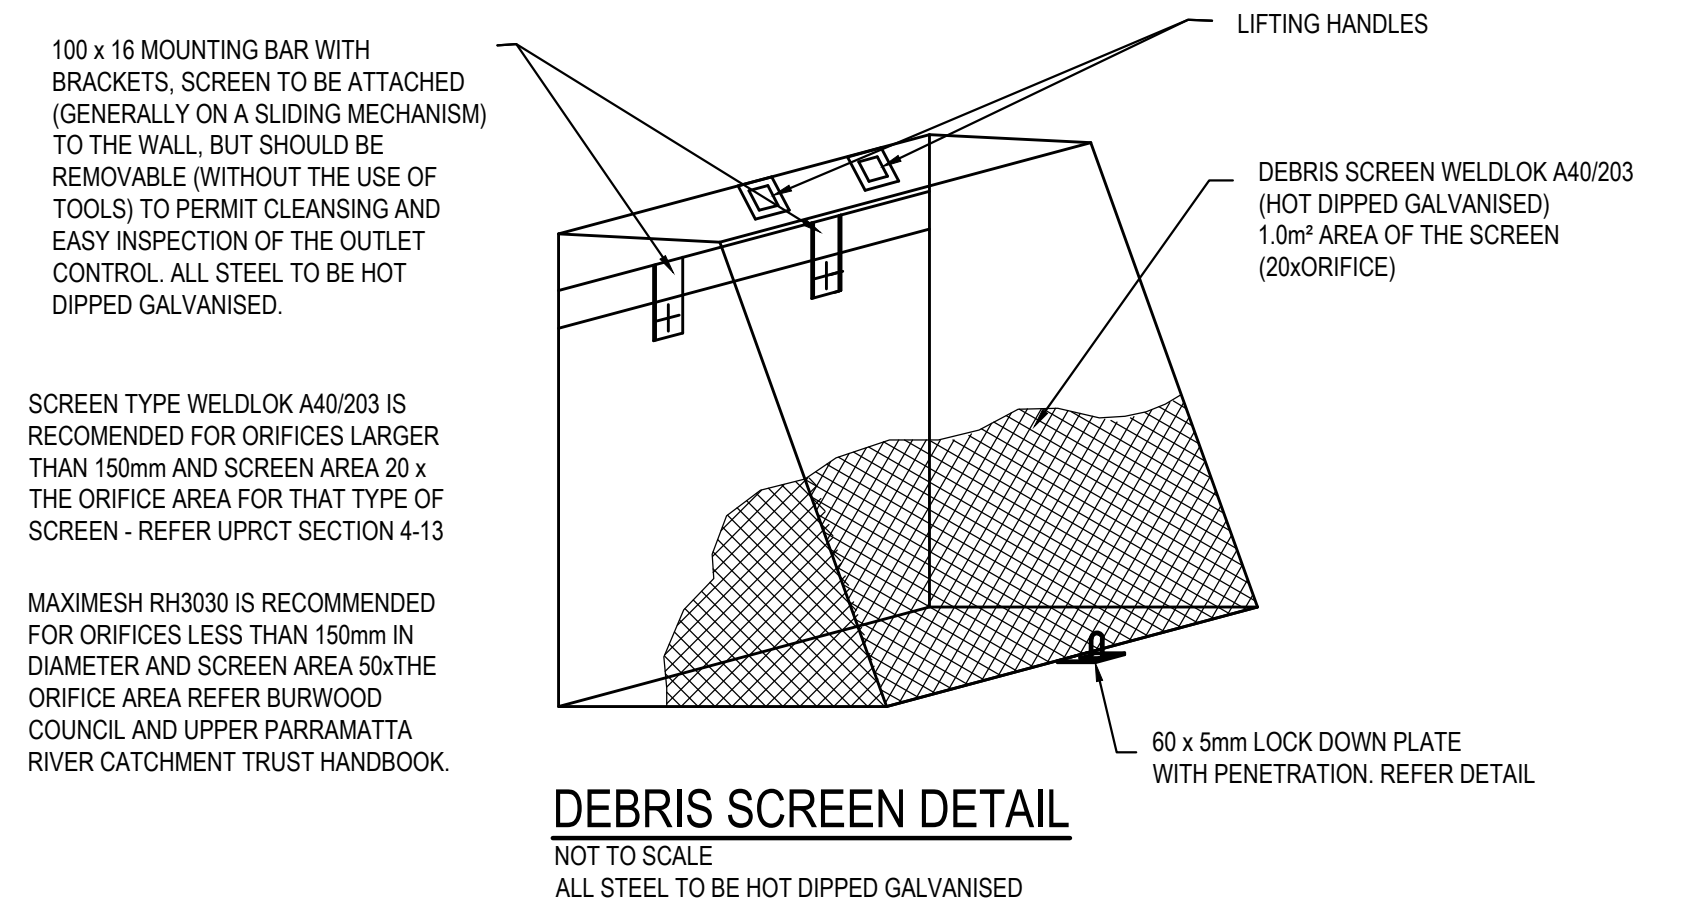 100 x 16 MOUNTING BAR WITH
BRACKETS, SCREEN TO BE ATTACHED
(GENERALLY ON A SLIDING MECHANISM)
TO THE WALL, BUT SHOULD BE
REMOVABLE (WITHOUT THE USE OF
TOOLS) TO PERMIT CLEANSING AND
EASY INSPECTION OF THE OUTLET
CONTROL. ALL STEEL TO BE HOT
DIPPED GALVANISED.
SCREEN TYPE WELDLOK A40/203 IS
RECOMENDED FOR ORIFICES LARGER
THAN 150mm AND SCREEN AREA 20 x
THE ORIFICE AREA FOR THAT TYPE OF
SCREEN - REFER UPRCT SECTION 4-13
MAXIMESH RH3030 IS RECOMMENDED
FOR ORIFICES LESS THAN 150mm IN
DIAMETER AND SCREEN AREA 50xTHE
ORIFICE AREA REFER BURWOOD
COUNCIL AND UPPER PARRAMATTA
RIVER CATCHMENT TRUST HANDBOOK.
LIFTING HANDLES
DEBRIS SCREEN WELDLOK A40/203
(HOT DIPPED GALVANISED)
1.0m² AREA OF THE SCREEN
(20xORIFICE)
60 x 5mm LOCK DOWN PLATE
WITH PENETRATION. REFER DETAIL
DEBRIS SCREEN DETAIL
NOT TO SCALE
ALL STEEL TO BE HOT DIPPED GALVANISED